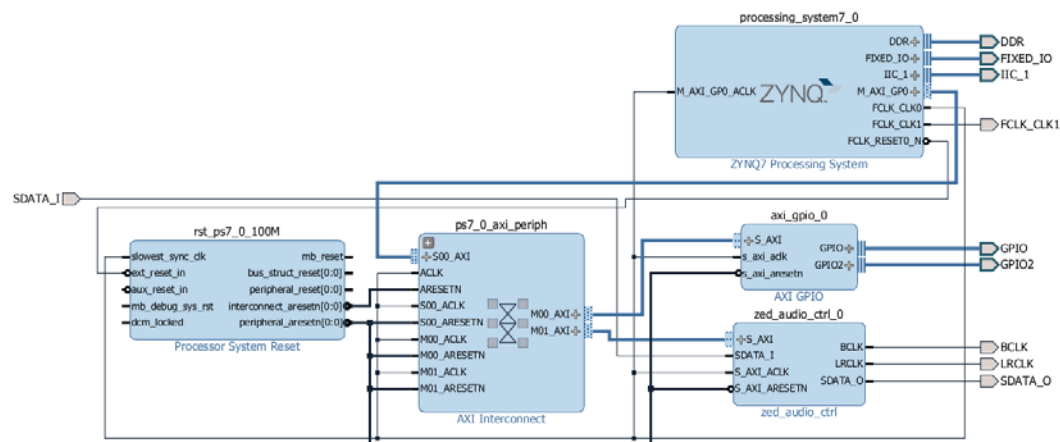 processing_system7_0
DDR
FIXED_IO
IIC_1
M_AXI_GP0_ACLK
ZYNQ
M_AXI_GP0
FCLK_CLK0
FCLK_CLK1
FCLK_RESET0_N
ZYNQ7 Processing System
DDR
FIXED_IO
IIC_1
FCLK_CLK1
SDATA_I
rst_ps7_0_100M
slowest_sync_clk
ext_reset_in
aux_reset_in
mb_debug_sys_rst
dcm_locked
mb_reset
bus_struct_reset[0:0]
peripheral_reset[0:0]
interconnect_aresetn[0:0]
peripheral_aresetn[0:0]
Processor System Reset
ps7_0_axi_periph
S00_AXI
ACLK
ARESETN
S00_ACLK
S00_ARESETN
M00_ACLK
M00_ARESETN
M01_ACLK
M01_ARESETN
M00_AXI
M01_AXI
AXI Interconnect
axi_gpio_0
S_AXI
s_axi_aclk
s_axi_aresetn
GPIO
GPIO2
AXI GPIO
GPIO
GPIO2
zed_audio_ctrl_0
S_AXI
SDATA_I
S_AXI_ACLK
S_AXI_ARESETN
BCLK
LRCLK
SDATA_O
zed_audio_ctrl
BCLK
LRCLK
SDATA_O